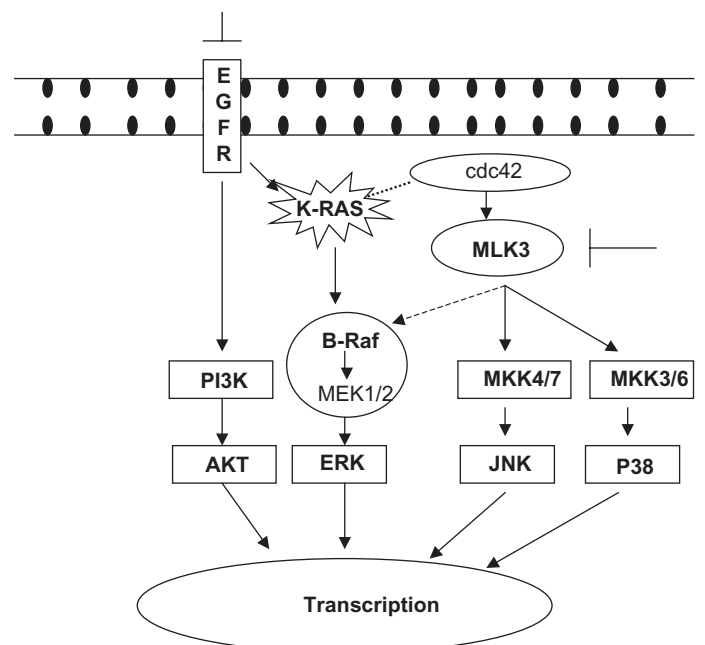 E
G
F
R
cdc42
K-RAS
MLK3
B-Raf
MEK1/2
PI3K
MKK4/7
MKK3/6
AKT
ERK
JNK
P38
Transcription